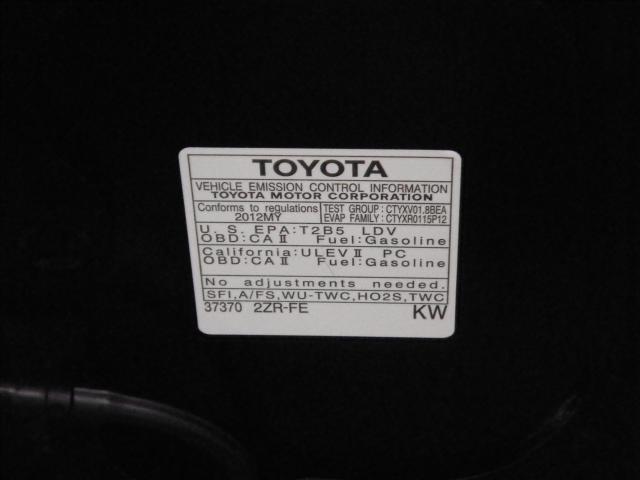 TOYOTA
VEHICLE EMISSION CONTROL INFORMATION
TOYOTA MOTOR CORPORATION
Conforms to regulations 2012MY
TEST GROUP: CTYXV01.8BEA
EVAP FAMILY: CTYXR0115P12
U.S. EPA:T2B5 LDV
OBD:CAⅡ Fuel:Gasoline
California:ULEVⅡ PC
OBD:CAⅡ Fuel:Gasoline
No adjustments needed.
SFI,A/FS,WU-TWC,HO2S,TWC
37370 2ZR-FE KW